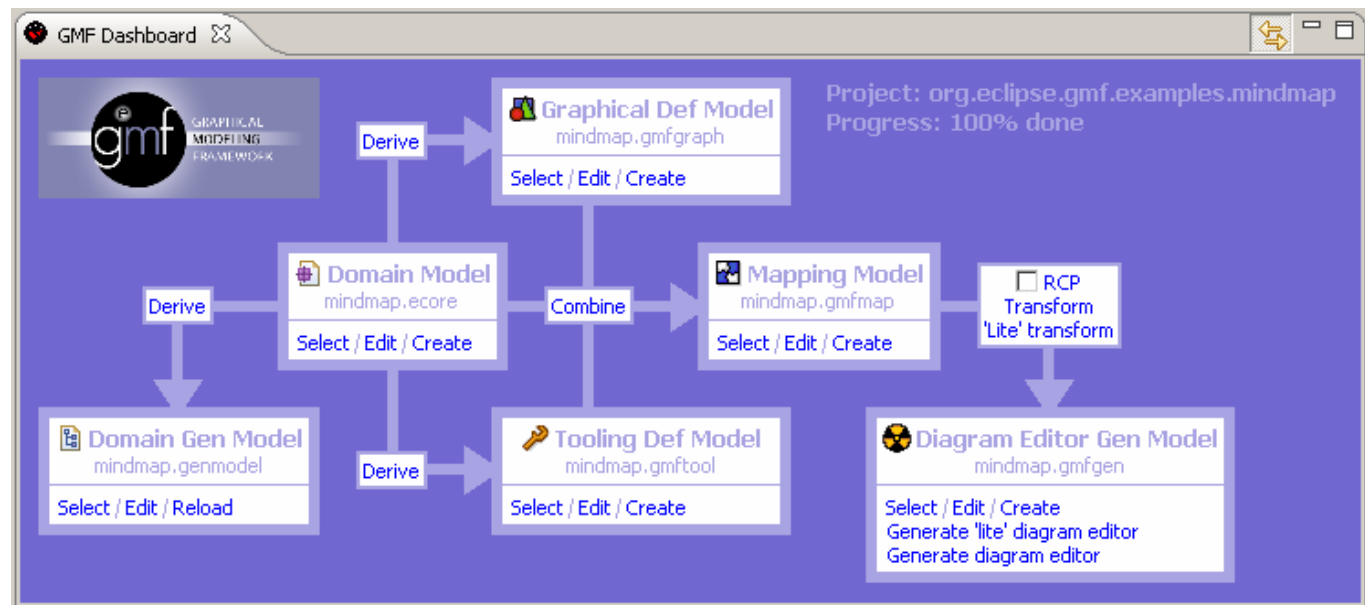 GMF Dashboard
gmf
e
GRAPHICAL
MODELING
FRAMEWORK
Project: org.eclipse.gmf.examples.mindmap
Progress: 100% done
Derive
Graphical Def Model
mindmap.gmfgraph
Select / Edit / Create
Derive
Domain Model
mindmap.ecore
Select / Edit / Create
Combine
Mapping Model
mindmap.gmfmap
Select / Edit / Create
RCP
Transform
'Lite' transform
Domain Gen Model
mindmap.genmodel
Select / Edit / Reload
Derive
Tooling Def Model
mindmap.gmftool
Select / Edit / Create
Diagram Editor Gen Model
mindmap.gmfgen
Select / Edit / Create
Generate 'lite' diagram editor
Generate diagram editor